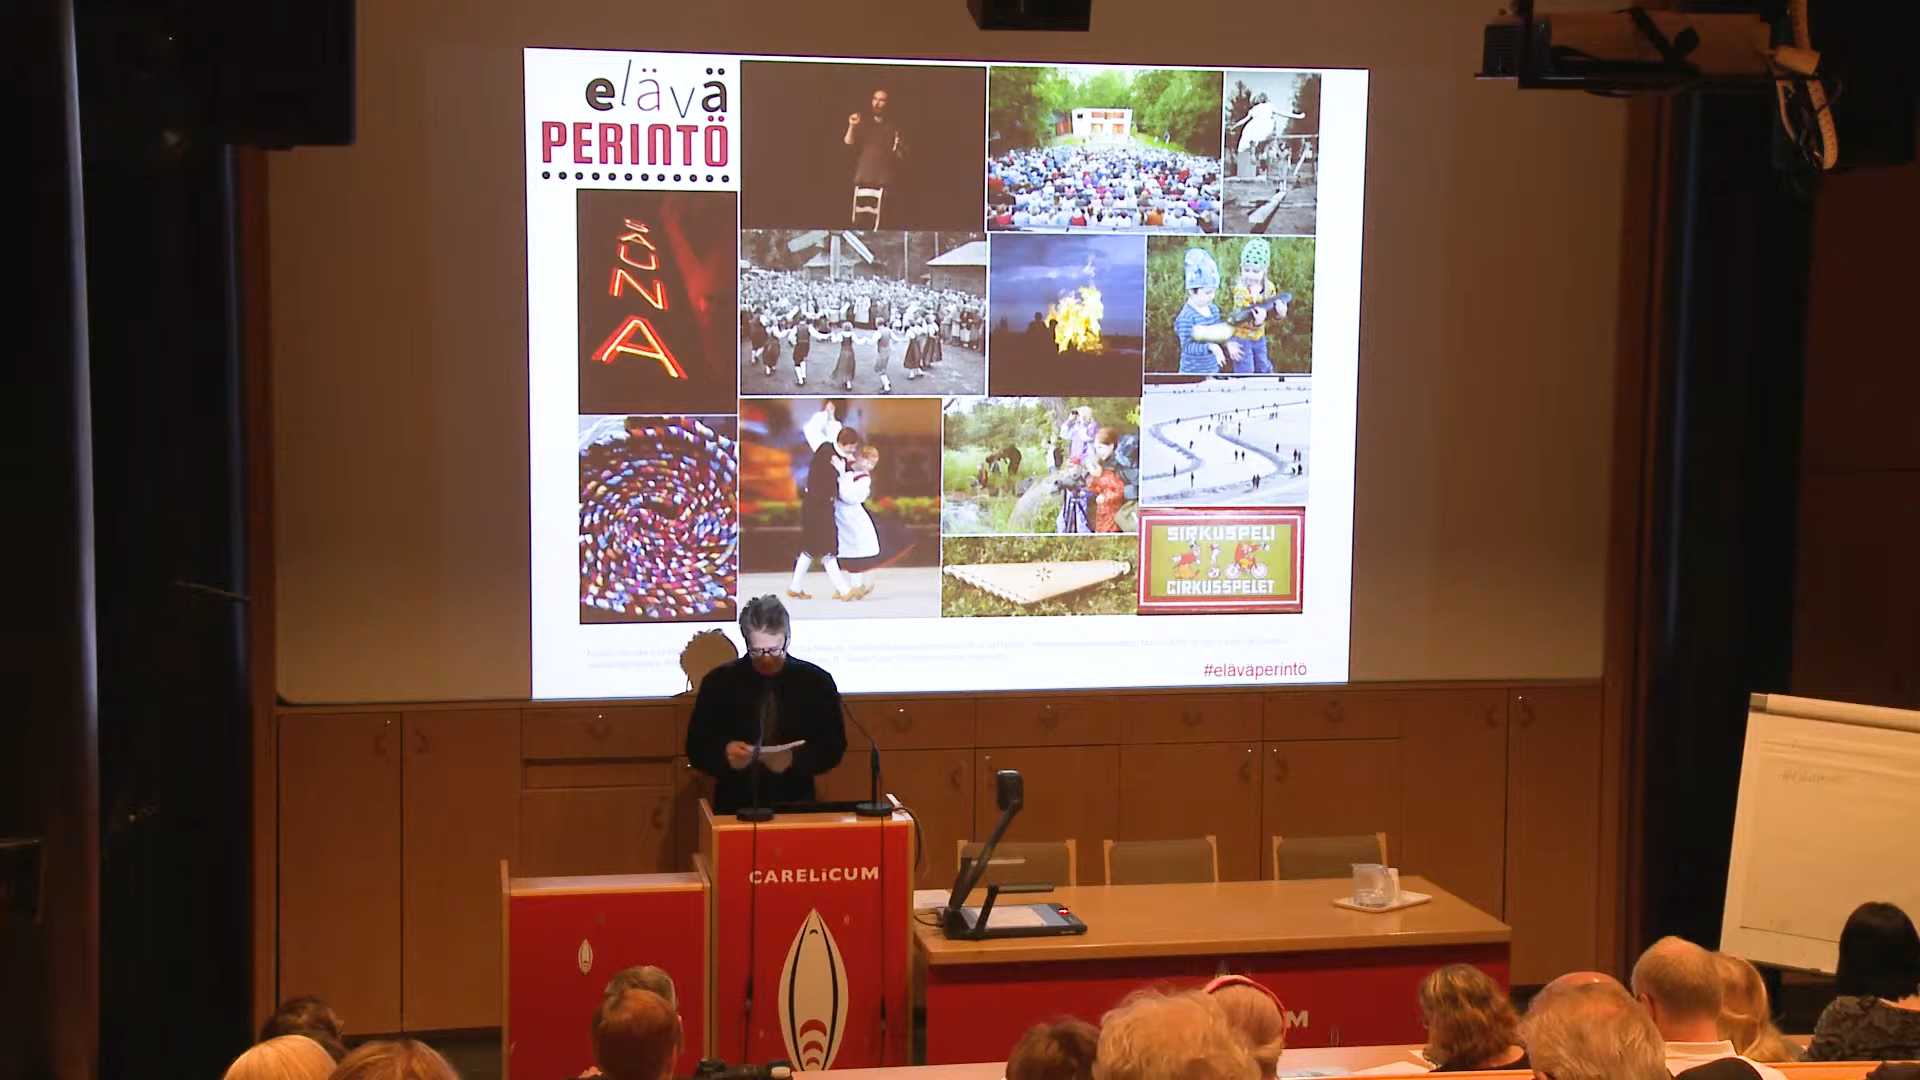 elävä
PERINTÖ
SAUNA
SIRKUSPELI
CIRKUSSPELET
#eläväperintö
CARELiCUM
M